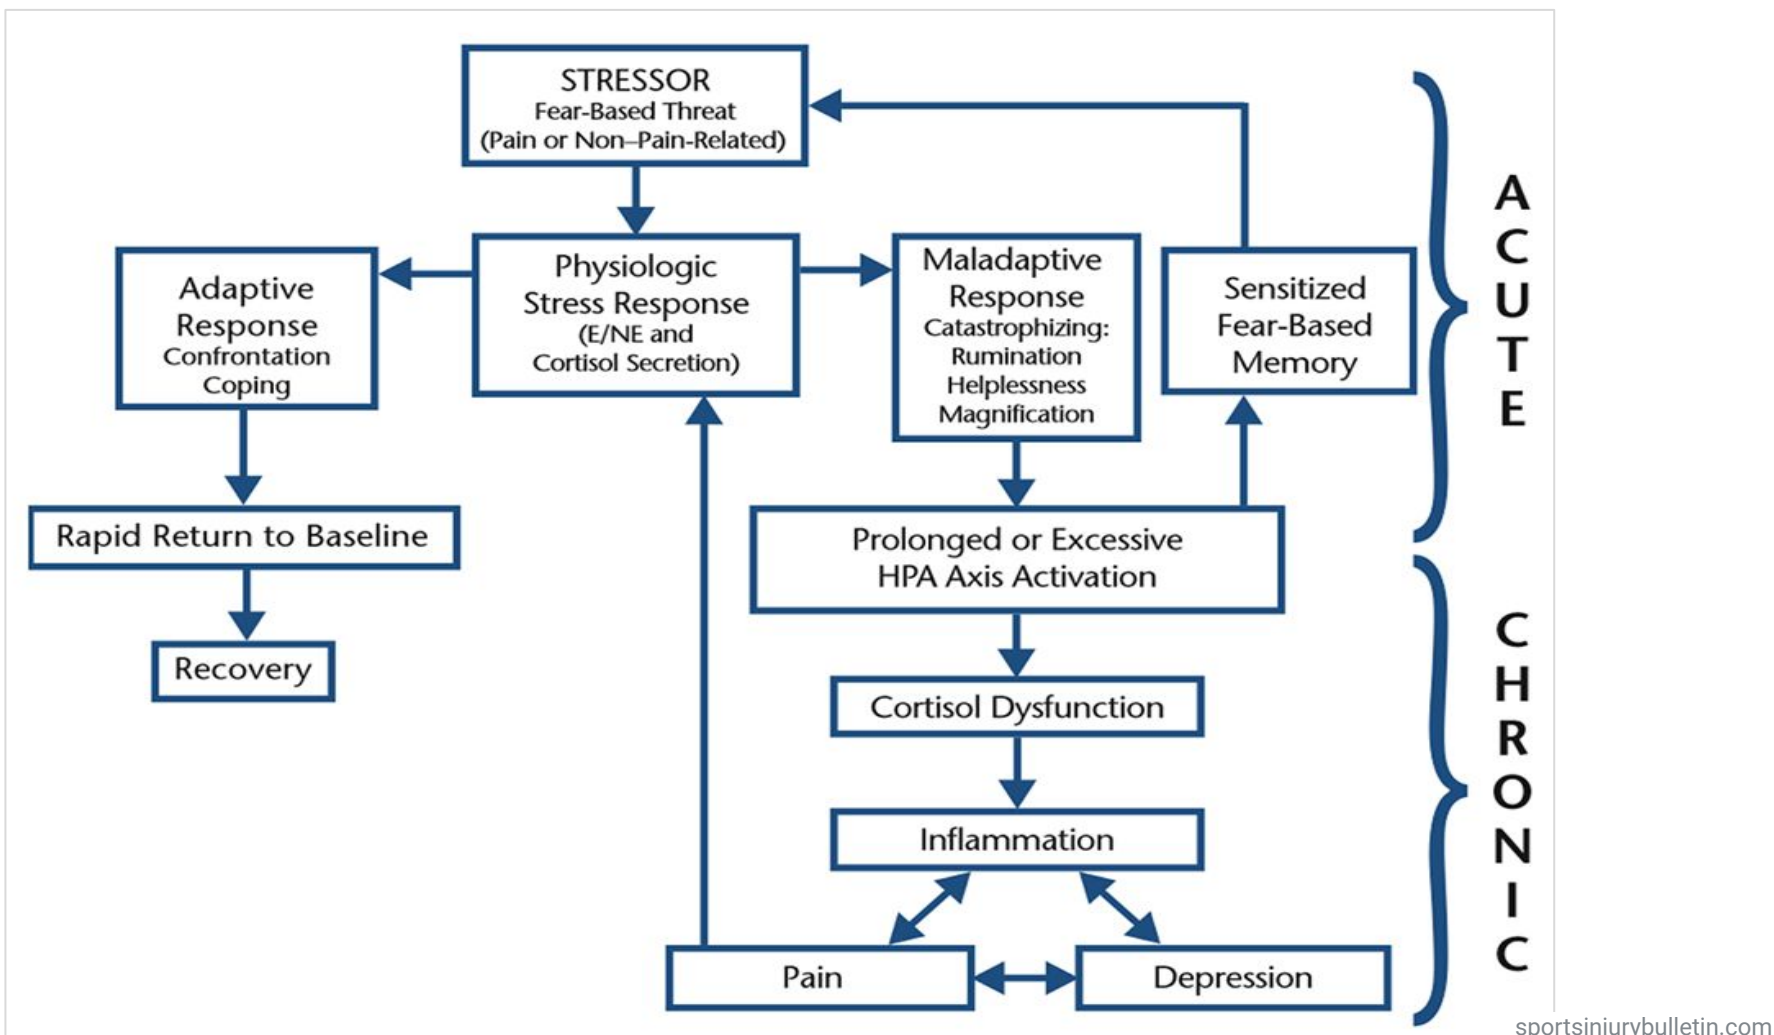 STRESSOR
Fear-Based Threat
(Pain or Non–Pain-Related)
Adaptive
Response
Confrontation
Coping
Physiologic
Stress Response
(E/NE and
Cortisol Secretion)
Maladaptive
Response
Catastrophizing:
Rumination
Helplessness
Magnification
Sensitized
Fear-Based
Memory
ACUTE
Rapid Return to Baseline
Recovery
Prolonged or Excessive
HPA Axis Activation
Cortisol Dysfunction
Inflammation
Pain
Depression
CHRONIC
sportsinjurybulletin.com